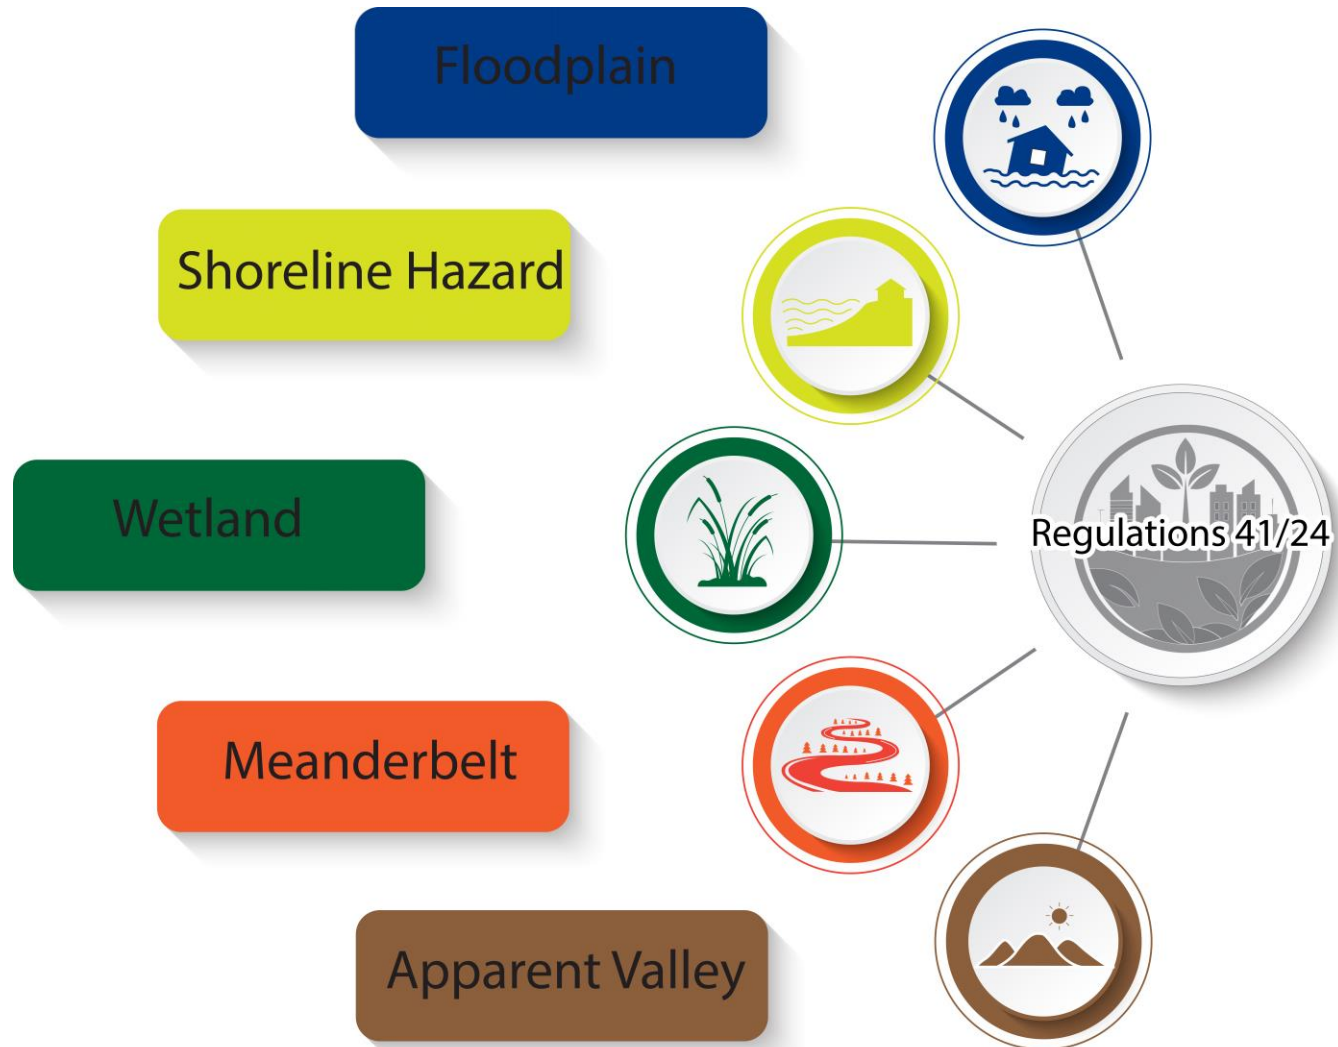 Floodplain
Shoreline Hazard
Wetland
Regulations 41/24
Meanderbelt
Apparent Valley